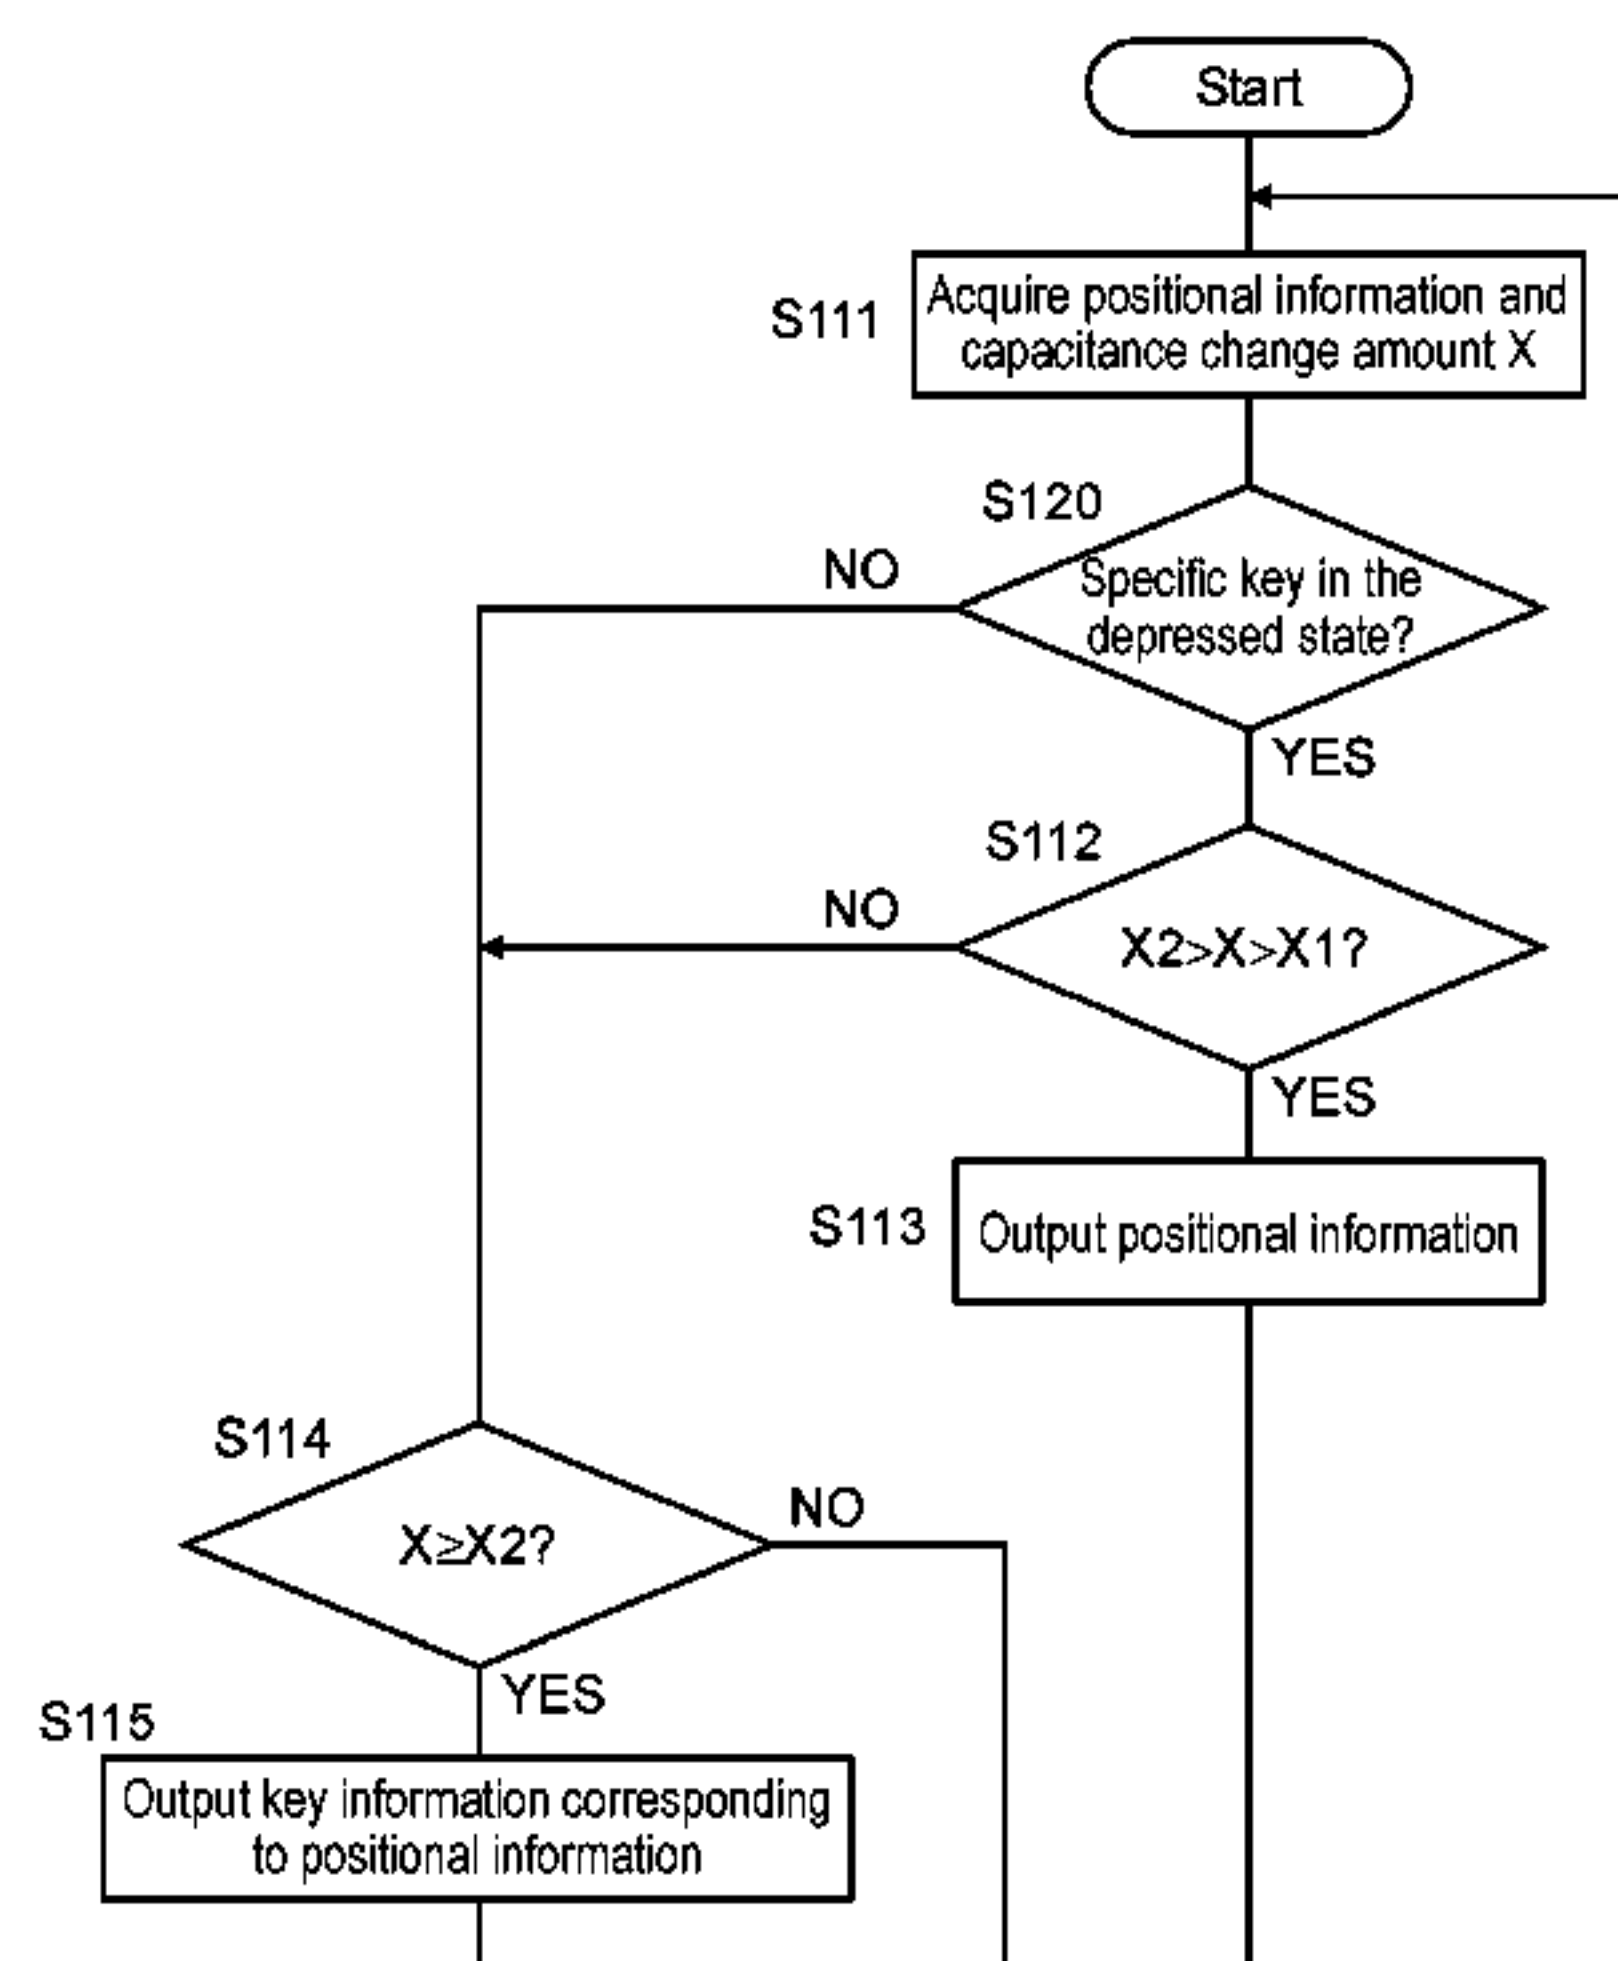 Start
S111
Acquire positional information and
capacitance change amount X
S120
NO
Specific key in the
depressed state?
YES
S112
NO
X2>X>X1?
YES
S113
Output positional information
S114
NO
X≥X2?
YES
S115
Output key information corresponding
to positional information